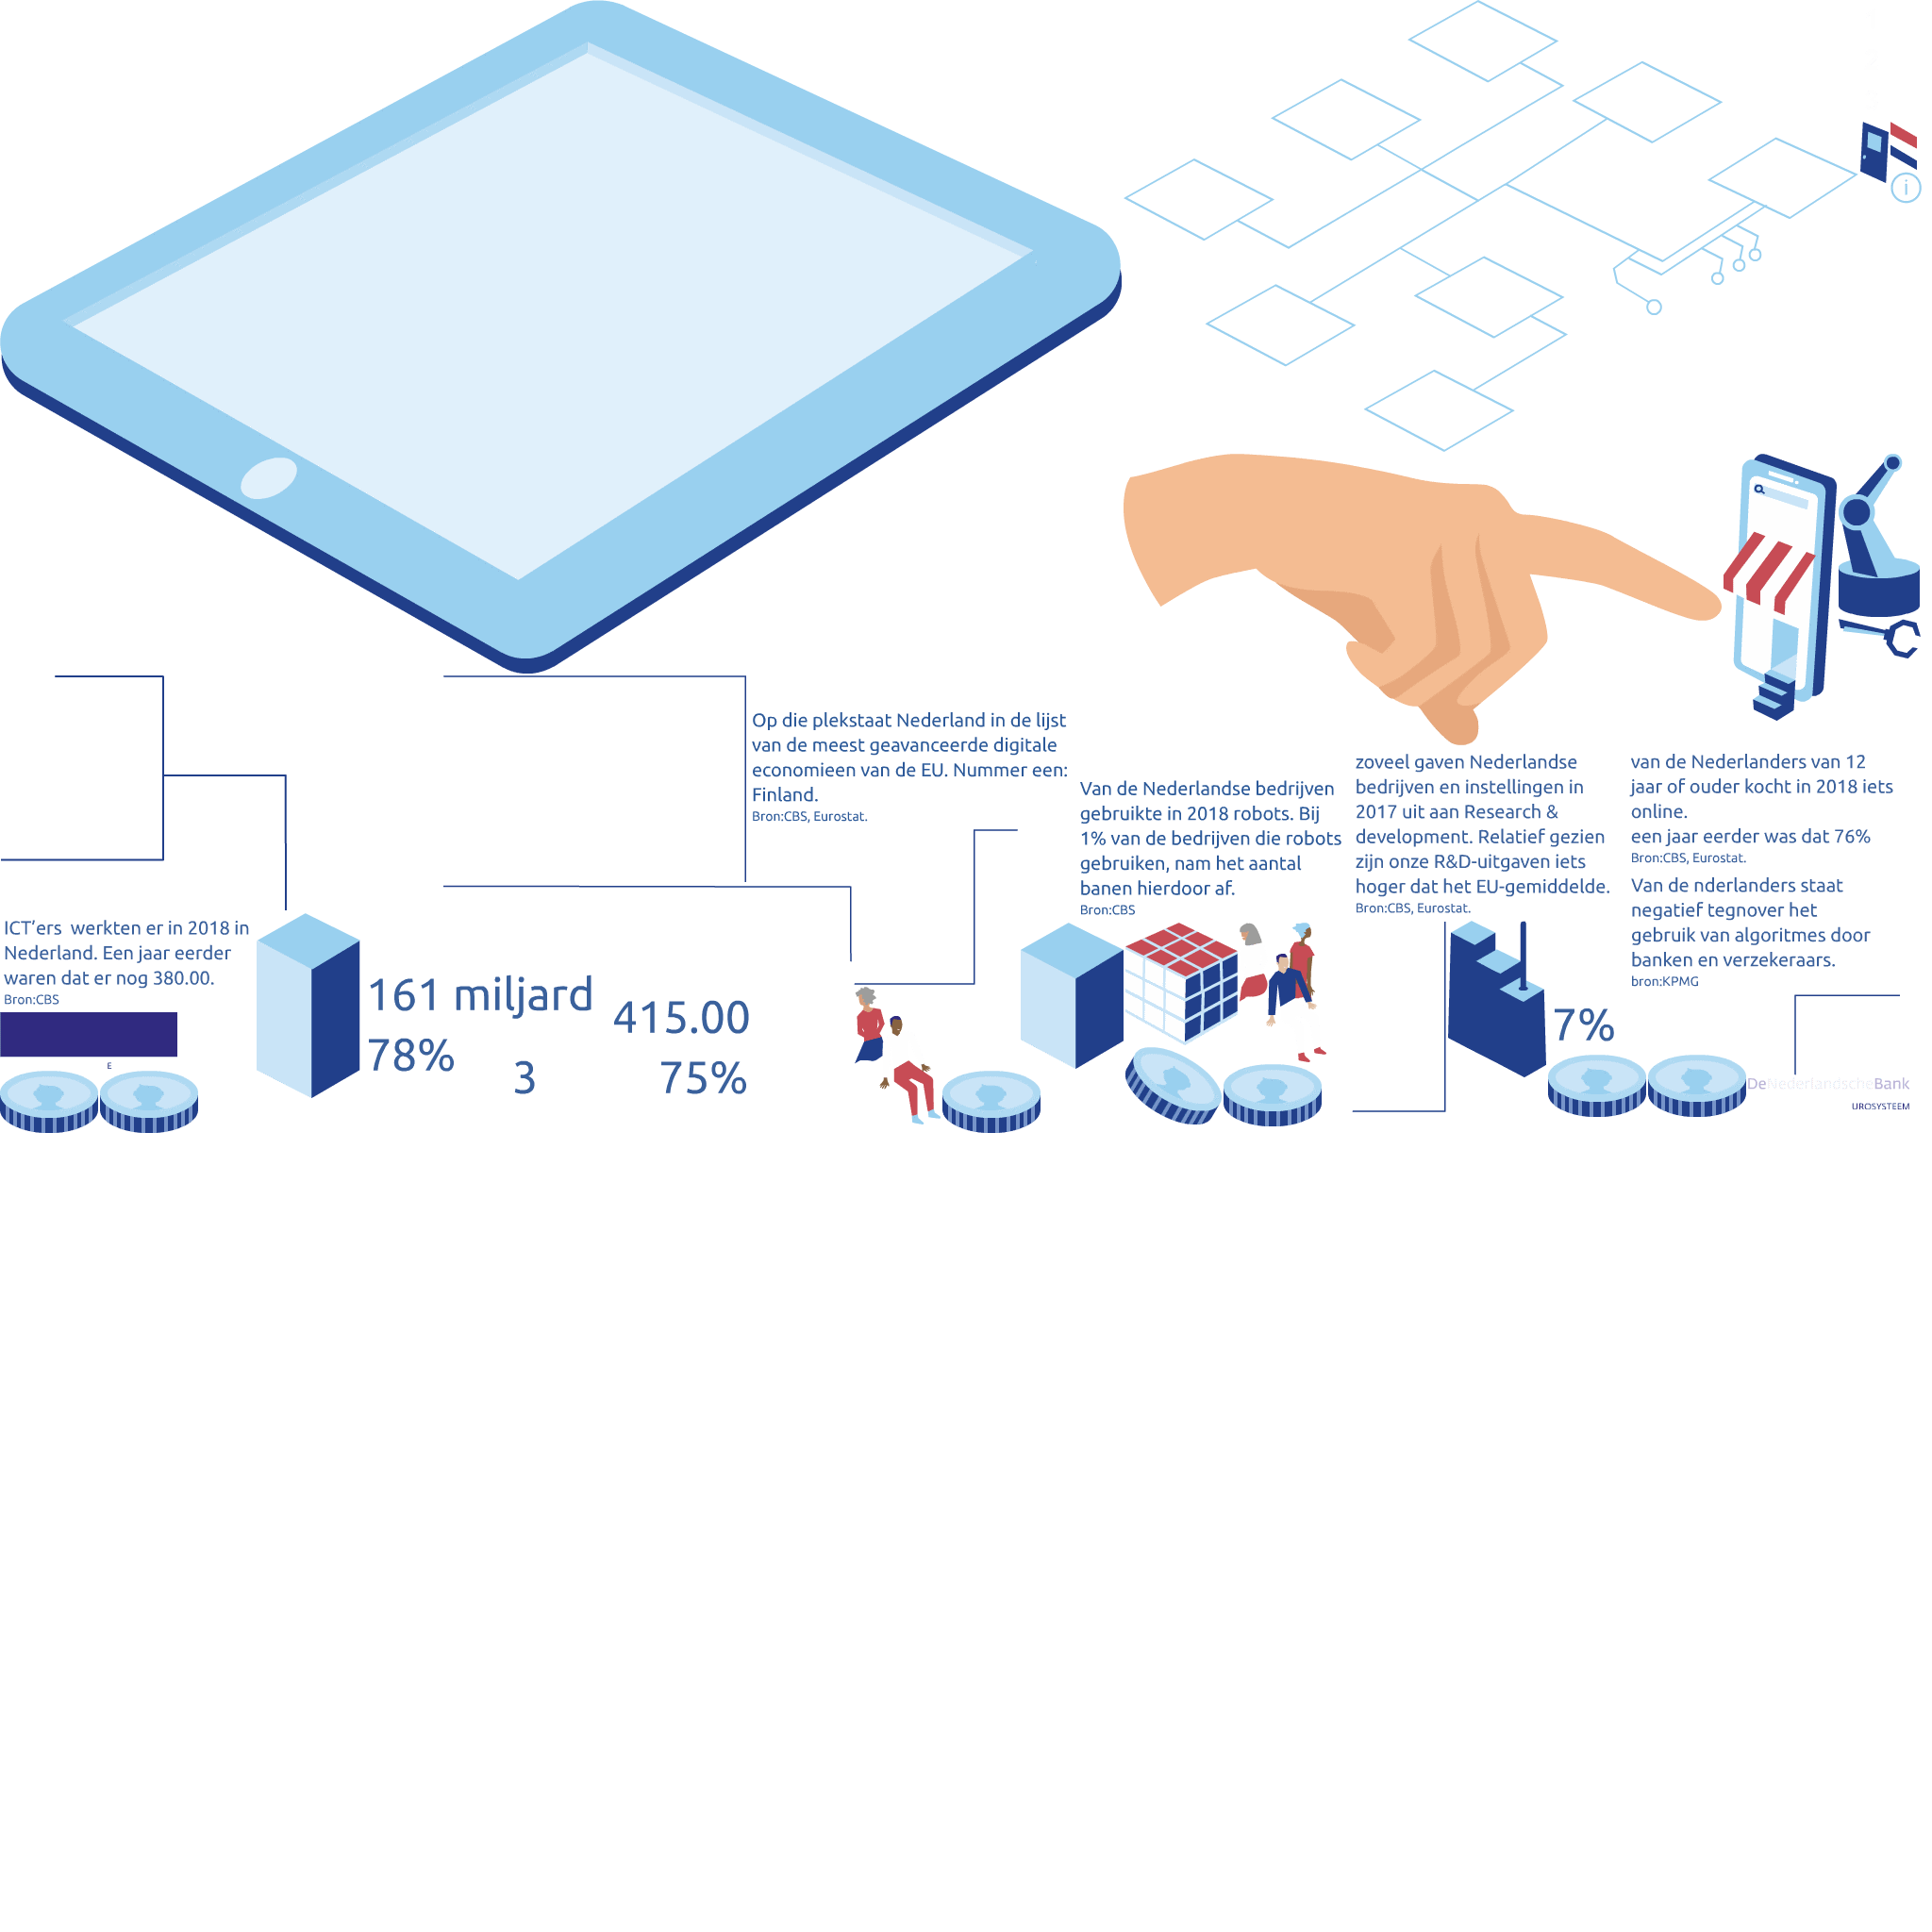 Op die plekstaat Nederland in de lijst
van de meest geavanceerde digitale
economieen van de EU. Nummer een:
Finland.
Bron:CBS, Eurostat.
Van de Nederlandse bedrijven
gebruikte in 2018 robots. Bij
1% van de bedrijven die robots
gebruiken, nam het aantal
banen hierdoor af.
Bron:CBS
zoveel gaven Nederlandse
bedrijven en instellingen in
2017 uit aan Research &
development. Relatief gezien
zijn onze R&D-uitgaven iets
hoger dat het EU-gemiddelde.
Bron:CBS, Eurostat.
van de Nederlanders van 12
jaar of ouder kocht in 2018 iets
online.
een jaar eerder was dat 76%
Bron:CBS, Eurostat.
Van de nderlanders staat
negatief tegnover het
gebruik van algoritmes door
banken en verzekeraars.
bron:KPMG
ICT'ers werkten er in 2018 in
Nederland. Een jaar eerder
waren dat er nog 380.00.
Bron:CBS
E
161 miljard
415.00
78%
3
75%
7%
DeNederlandscheBank
UROSYSTEEM
i